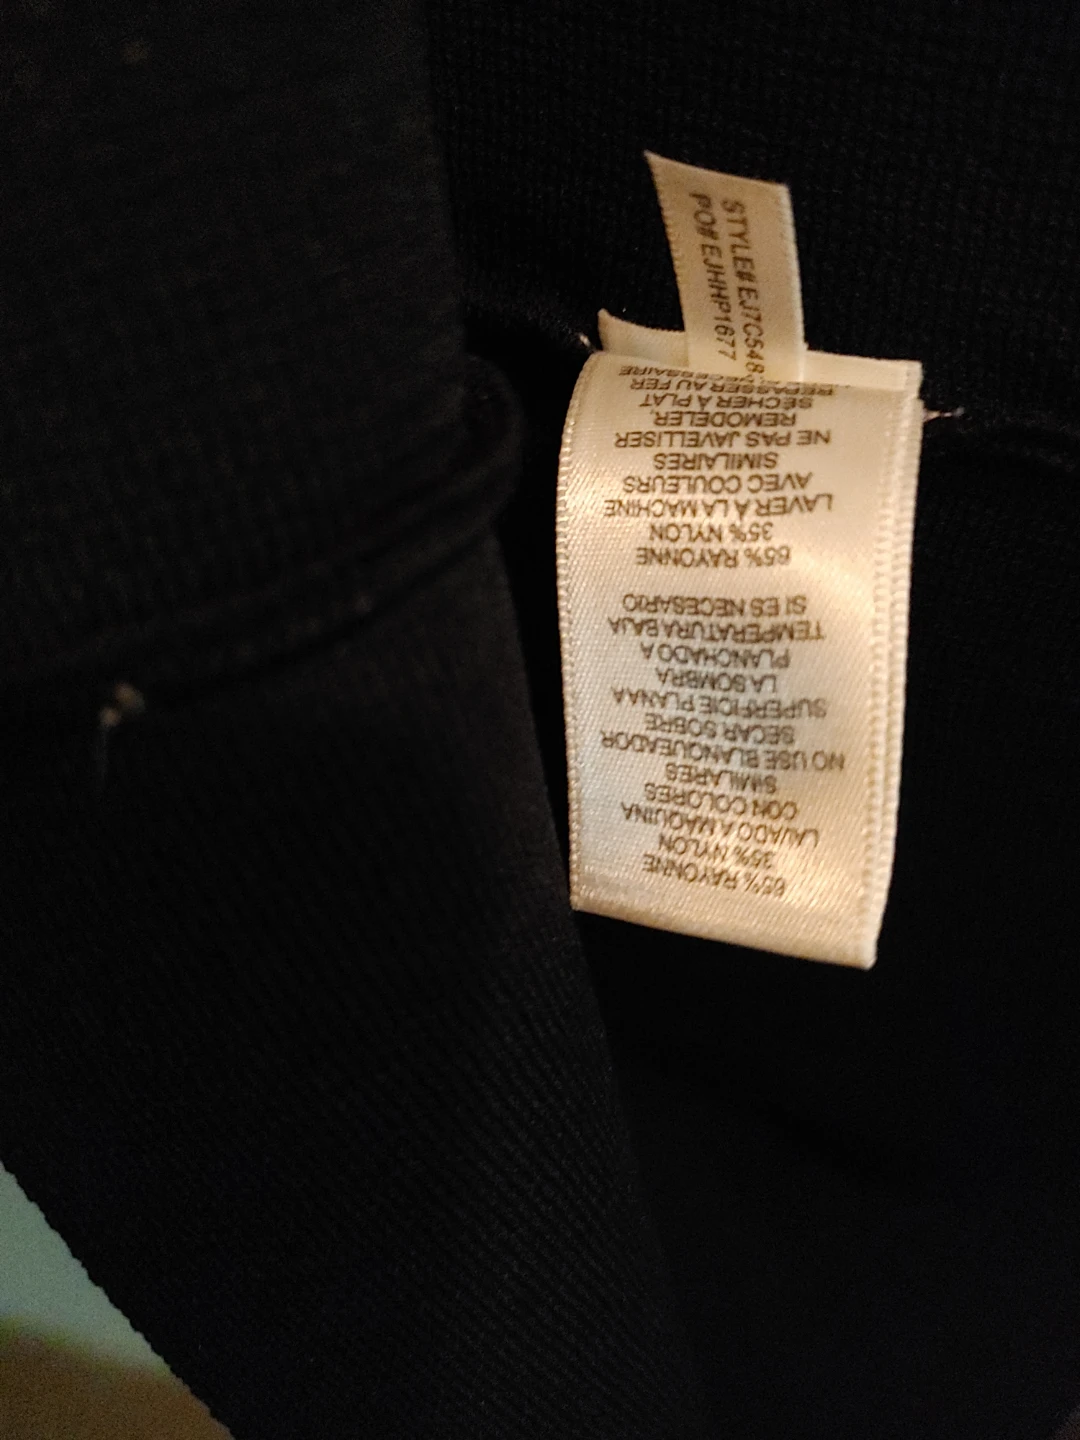 STYLE# EJ7C548
PO# EJHHP1677
65% RAYONNE
35% NYLON
LAVADO A MAQUINA
CON COLORES
SIMILARES
NO USE BLANQUEADOR
SECAR SOBRE
SUPERFICIE PLANA A
LA SOMBRA
PLANCHADO A
TEMPERATURA BAJA
SI ES NECESARIO
65% RAYONNE
35% NYLON
LAVER À LA MACHINE
AVEC COULEURS
SIMILAIRES
NE PAS JAVELLISER
REMODELER,
SÉCHER À PLAT
REPASSER AU FER
NÉCESSAIRE